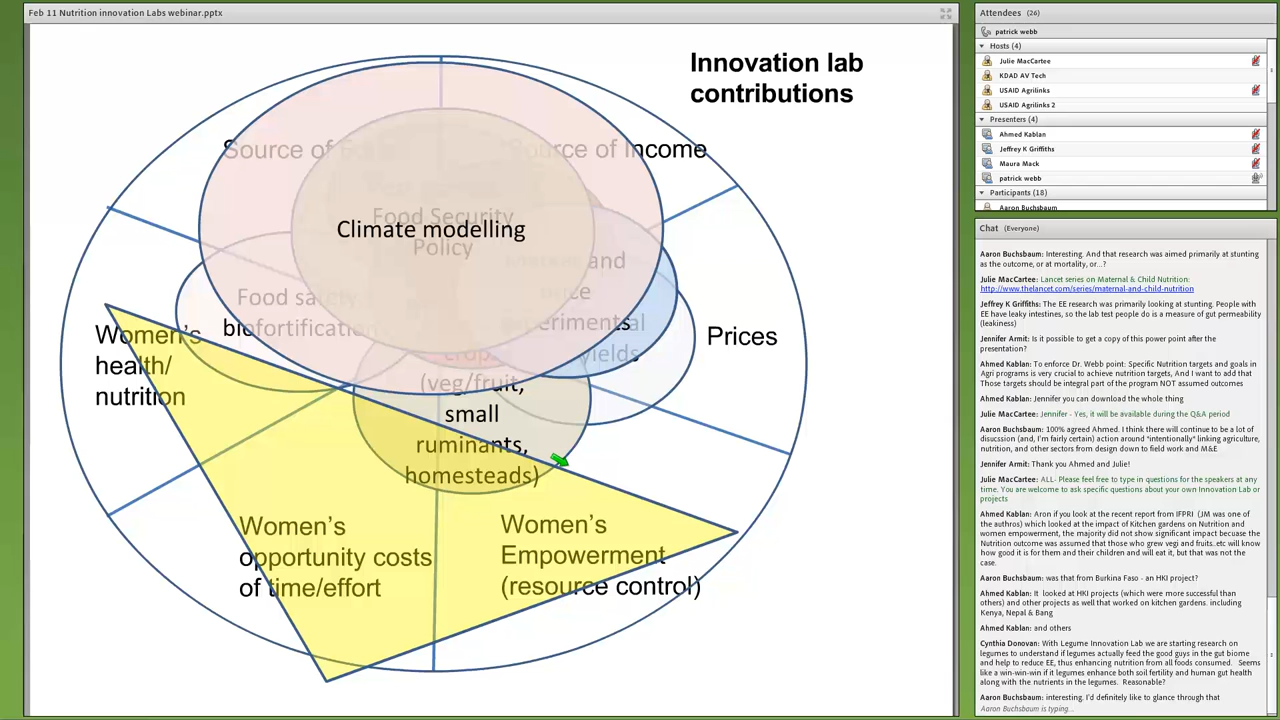 Feb 11 Nutrition innovation Labs webinar.pptx
Innovation lab
contributions
Source of
Source of Income
Food Security
Policy
Climate modelling
and
Food safety
biofortification
experimental
yields
crops
(veg/fruit,
small
ruminants,
homesteads)
Women's
health/
nutrition
Prices
Women's
opportunity costs
of time/effort
Women's
Empowerment
(resource control)
Attendees (26)
patrick webb
Hosts (4)
Julie MacCartee
KDAD AV Tech
USAID Agrilinks
USAID Agrilinks 2
Presenters (4)
Ahmed Kablan
Jeffrey K Griffiths
Maura Mack
patrick webb
Participants (18)
Aaron Buchsbaum
Chat (Everyone)
Aaron Buchsbaum: Interesting. And that research was aimed primarily at stunting
as the outcome, or at mortality, or...?
Julie MacCartee: Lancet series on Maternal & Child Nutrition:
http://www.thelancet.com/series/maternal-and-child-nutrition
Jeffrey K Griffiths: The EE research was primarily looking at stunting. People with
EE have leaky intestines, so the lab test people do is a measure of gut permeability
(leakiness)
Jennifer Armit: Is it possible to get a copy of this power point after the
presentation?
Ahmed Kablan: To enforce Dr. Webb point: Specific Nutrition targets and goals in
Agri programs is very crucial to achieve nutrition targets, And I want to add that
Those targets should be integral part of the program NOT assumed outcomes
Ahmed Kablan: Jennifer you can download the whole thing
Julie MacCartee: Jennifer - Yes, it will be available during the Q&A period
Aaron Buchsbaum: 100% agreed Ahmed. I think there will continue to be a lot of
disucssion (and, I'm fairly certain) action around "intentionally" linking agriculture,
nutrition, and other sectors from design down to field work and M&E
Jennifer Armit: Thank you Ahmed and Julie!
Julie MacCartee: ALL- Please feel free to type in questions for the speakers at any
time. You are welcome to ask specific questions about your own Innovation Lab or
projects
Ahmed Kablan: Aron if you look at the recent report from IFPRI (JM was one of
the authros) which looked at the impact of Kitchen gardens on Nutrition and
women empowerment, the majority did not show significant impact becuase the
Nutrition outcome was assumed that those who grew vegi and fruits..etc will know
how good it is for them and their children and will eat it, but that was not the
case.
Aaron Buchsbaum: was that from Burkina Faso - an HKI project?
Ahmed Kablan: It looked at HKI projects (which were more successful than
others) and other projects as well that worked on kitchen gardens. including
Kenya, Nepal & Bang
Ahmed Kablan: and others
Cynthia Donovan: With Legume Innovation Lab we are starting research on
legumes to understand if legumes actually feed the good guys in the gut biome
and help to reduce EE, thus enhancing nutrition from all foods consumed. Seems
like a win-win-win if it legumes enhance both soil fertility and human gut health
along with the nutrients in the legumes. Reasonable?
Aaron Buchsbaum: interesting. I'd definitely like to glance through that
Aaron Buchsbaum is typing...